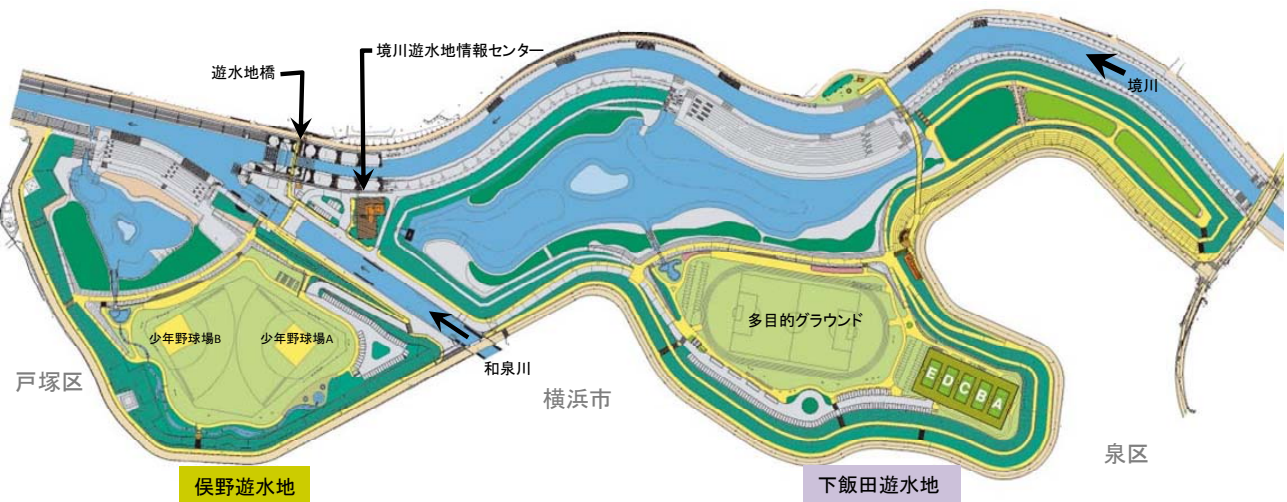 境川遊水地情報センター
遊水地橋
境川
多目的グラウンド
少年野球場B
少年野球場A
E D C B A
和泉川
戸塚区
横浜市
泉区
俣野遊水地
下飯田遊水地